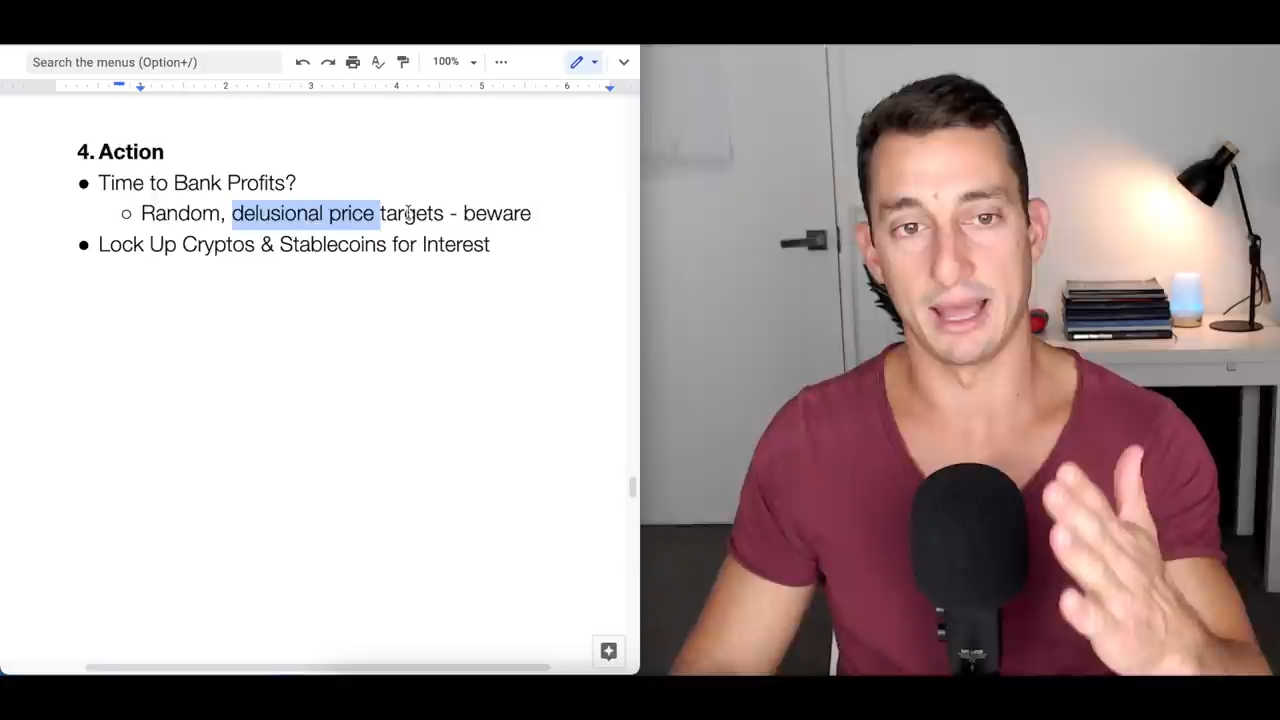 Search the menus (Option+/)
100%
1 2 3 4 5 6
4. Action
● Time to Bank Profits?
○ Random, delusional price targets - beware
● Lock Up Cryptos & Stablecoins for Interest